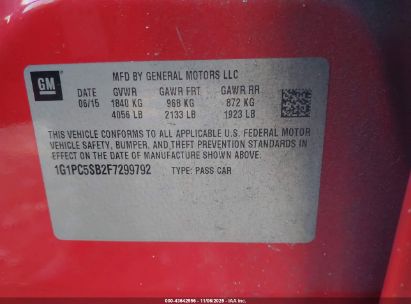 GM
MFD BY GENERAL MOTORS LLC
DATE GVWR GAWR FRT GAWR RR
06/15 1840 KG 968 KG 872 KG
4056 LB 2133 LB 1923 LB
THIS VEHICLE CONFORMS TO ALL APPLICABLE U.S. FEDERAL MOTOR
VEHICLE SAFETY, BUMPER, AND THEFT PREVENTION STANDARDS IN
EFFECT ON THE DATE OF MANUFACTURE SHOWN ABOVE.
1G1PC5SB2F7299792 TYPE: PASS CAR